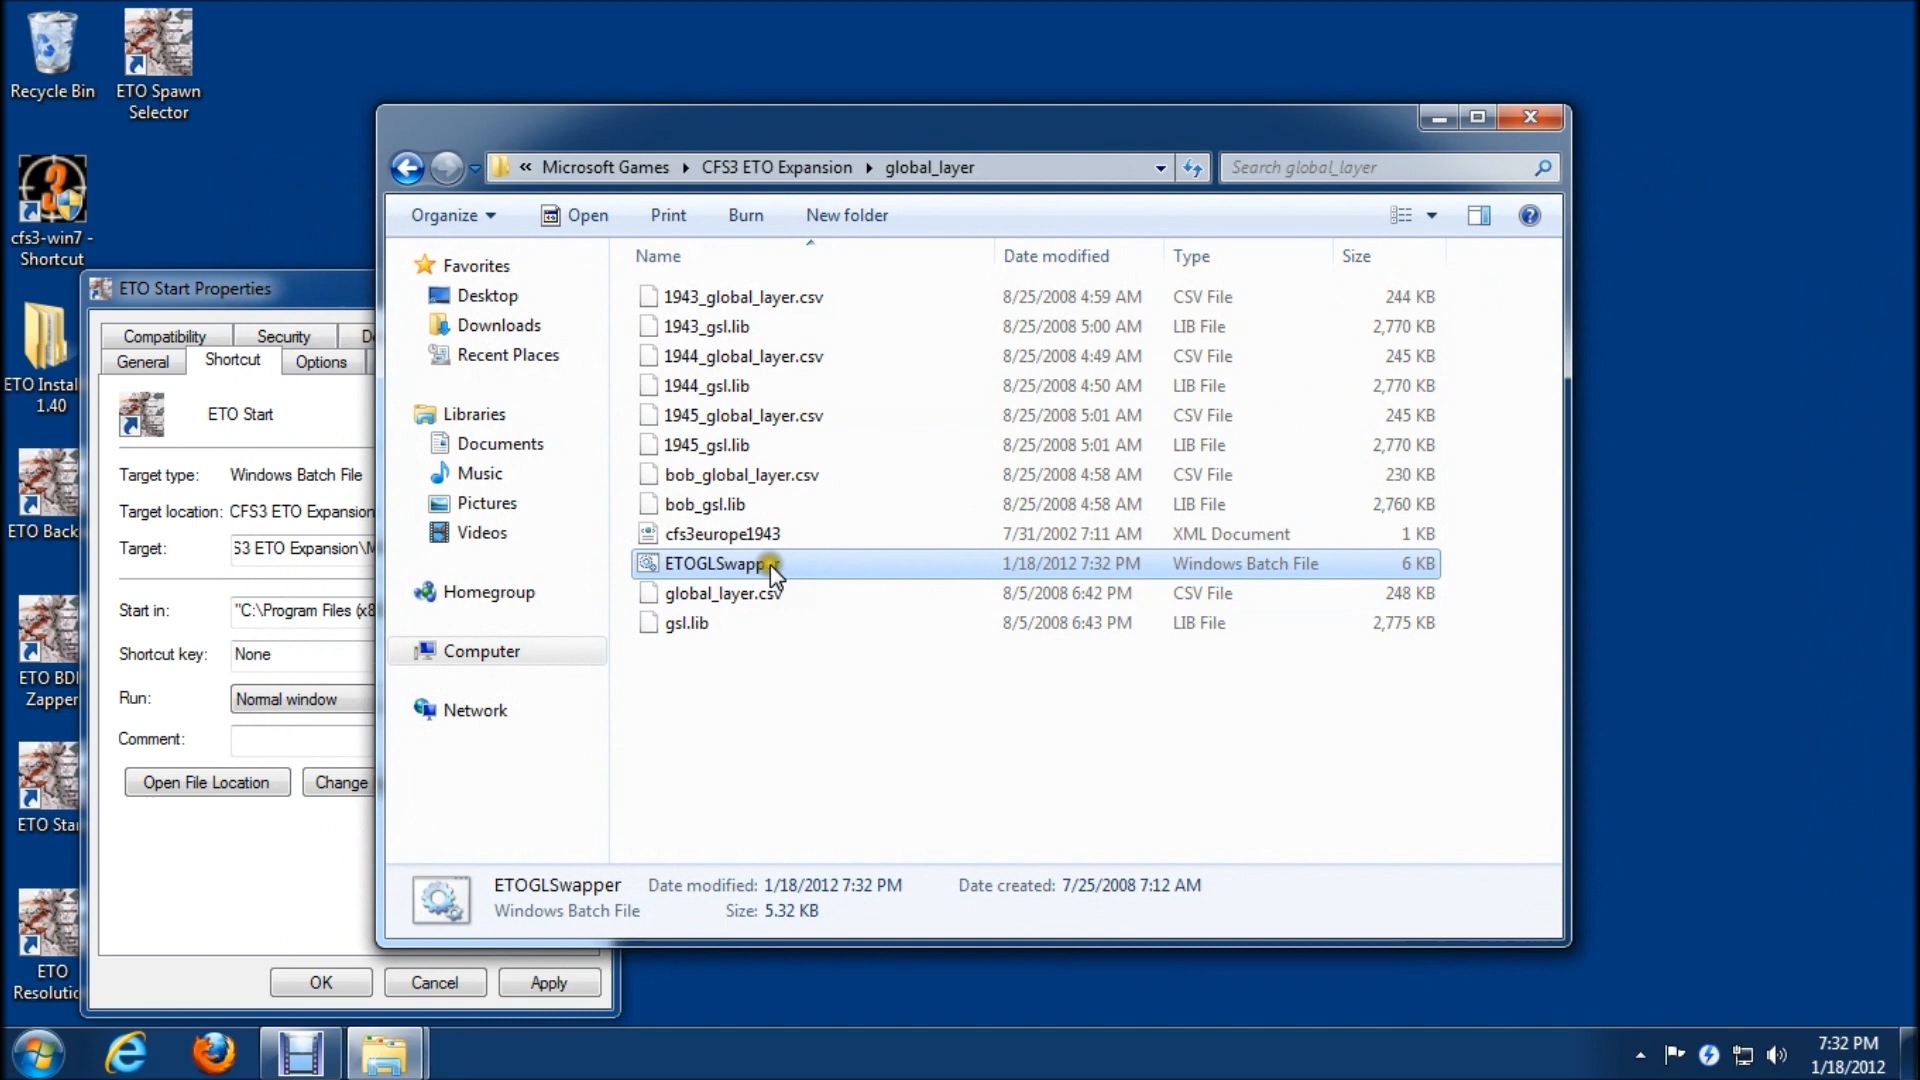 Recycle Bin
ETO Spawn
Selector
cfs3-win7 -
Shortcut
ETO Instal
1.40
ETO Back
ETO BDI
Zapper
ETO Star
ETO
Resolutio
ETO Start Properties
Compatibility
Security
General
Shortcut
Options
ETO Start
Target type: Windows Batch File
Target location: CFS3 ETO Expansion
Target: S3 ETO Expansion\M
Start in: "C:\Program Files (x8
Shortcut key: None
Run: Normal window
Comment:
Open File Location
Change
OK
Cancel
Apply
« Microsoft Games CFS3 ETO Expansion global_layer
Search global_layer
Organize Open Print Burn New folder
Favorites
Desktop
Downloads
Recent Places
Libraries
Documents
Music
Pictures
Videos
Homegroup
Computer
Network
Name Date modified Type Size
1943_global_layer.csv 8/25/2008 4:59 AM CSV File 244 KB
1943_gsl.lib 8/25/2008 5:00 AM LIB File 2,770 KB
1944_global_layer.csv 8/25/2008 4:49 AM CSV File 245 KB
1944_gsl.lib 8/25/2008 4:50 AM LIB File 2,770 KB
1945_global_layer.csv 8/25/2008 5:01 AM CSV File 245 KB
1945_gsl.lib 8/25/2008 5:01 AM LIB File 2,770 KB
bob_global_layer.csv 8/25/2008 4:58 AM CSV File 230 KB
bob_gsl.lib 8/25/2008 4:58 AM LIB File 2,760 KB
cfs3europe1943 7/31/2002 7:11 AM XML Document 1 KB
ETOGLSwapper 1/18/2012 7:32 PM Windows Batch File 6 KB
global_layer.csv 8/5/2008 6:42 PM CSV File 248 KB
gsl.lib 8/5/2008 6:43 PM LIB File 2,775 KB
ETOGLSwapper Date modified: 1/18/2012 7:32 PM Date created: 7/25/2008 7:12 AM
Windows Batch File Size: 5.32 KB
7:32 PM
1/18/2012